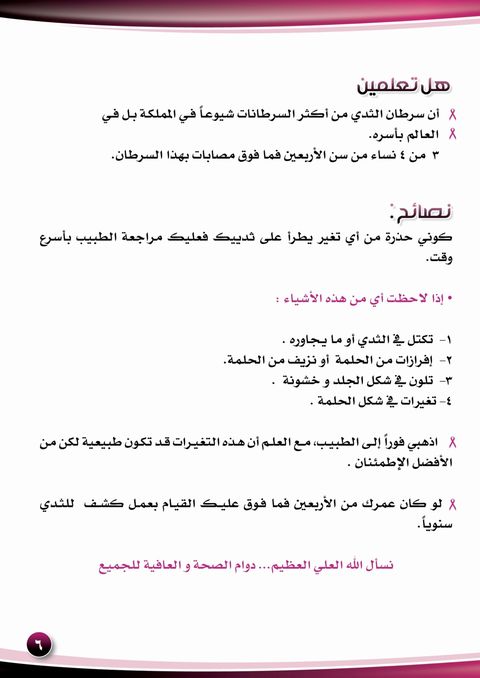 هل تعلمين
أن سرطان الثدي من أكثر السرطانات شيوعاً في المملكة بل في
العالم بأسره.
٣ من ٤ نساء من سن الأربعين فما فوق مصابات بهذا السرطان.
نصائح :
كوني حذرة من أي تغير يطرأ على ثدييك فعليك مراجعة الطبيب بأسرع
وقت.
• إذا لاحظت أي من هذه الأشياء :
١- تكتل في الثدي أو ما يجاوره .
٢- إفرازات من الحلمة أو نزيف من الحلمة.
٣- تلون في شكل الجلد و خشونة .
٤- تغيرات في شكل الحلمة .
اذهبي فوراً إلى الطبيب، مع العلم أن هذه التغيرات قد تكون طبيعية لكن من
الأفضل الإطمئنان .
لو كان عمرك من الأربعين فما فوق عليك القيام بعمل كشف للثدي
سنوياً.
نسأل الله العلي العظيم... دوام الصحة و العافية للجميع
٦